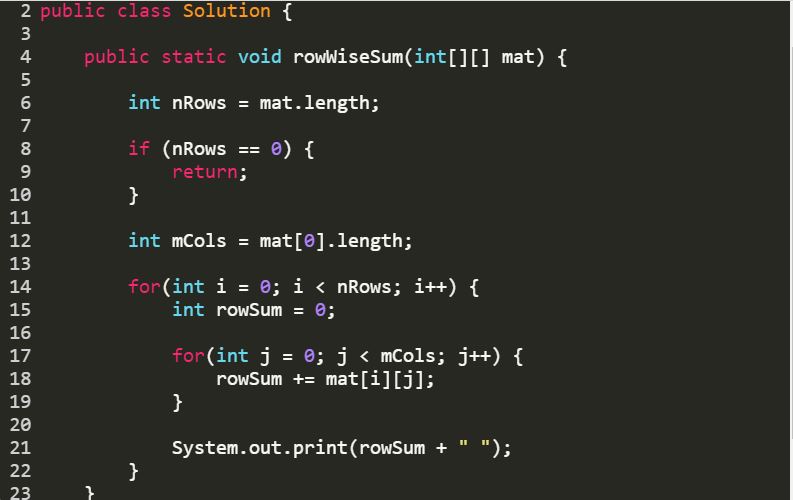 2 public class Solution {
3
4     public static void rowWiseSum(int[][] mat) {
5
6         int nRows = mat.length;
7
8         if (nRows == 0) {
9             return;
10         }
11
12         int mCols = mat[0].length;
13
14         for(int i = 0; i < nRows; i++) {
15             int rowSum = 0;
16
17             for(int j = 0; j < mCols; j++) {
18                 rowSum += mat[i][j];
19             }
20
21             System.out.print(rowSum + " ");
22         }
23     }